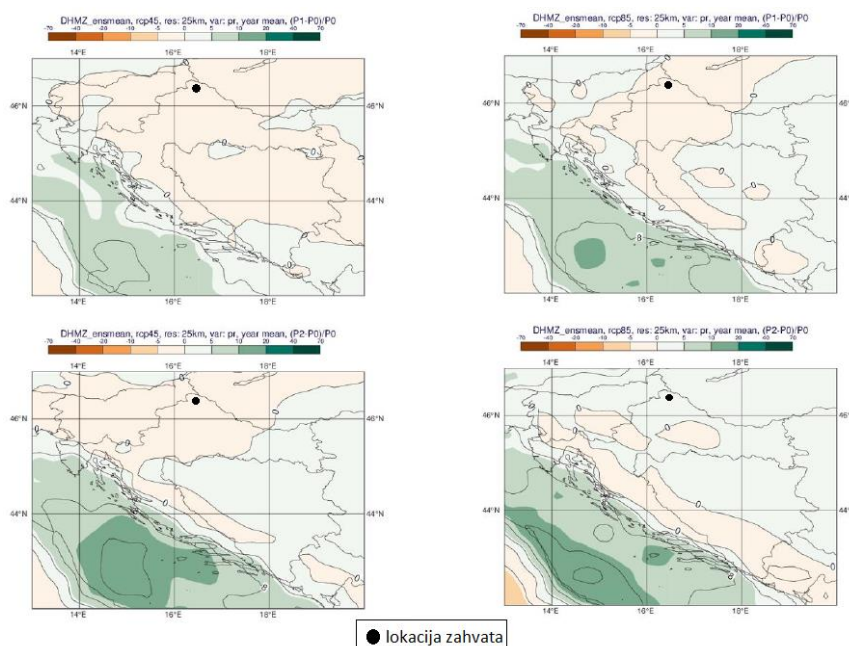 DHMZ_ensmean, rcp45, res: 25km, var: pr, year mean, (P1-P0)/P0
-70 -40 -20 -10 -5 0 5 10 20 40 70
14°E 16°E 18°E
46°N
44°N
14°E 16°E 18°E
DHMZ_ensmean, rcp85, res: 25km, var: pr, year mean, (P1-P0)/P0
-70 -40 -20 -10 -5 0 5 10 20 40 70
14°E 16°E 18°E
46°N
44°N
8
14°E 16°E 18°E
DHMZ_ensmean, rcp45, res: 25km, var: pr, year mean, (P2-P0)/P0
-70 -40 -20 -10 -5 0 5 10 20 40 70
14°E 16°E 18°E
46°N
44°N
14°E 16°E 18°E
DHMZ_ensmean, rcp85, res: 25km, var: pr, year mean, (P2-P0)/P0
-70 -40 -20 -10 -5 0 5 10 20 40 70
14°E 16°E 18°E
46°N
44°N
14°E 16°E 18°E
lokacija zahvata